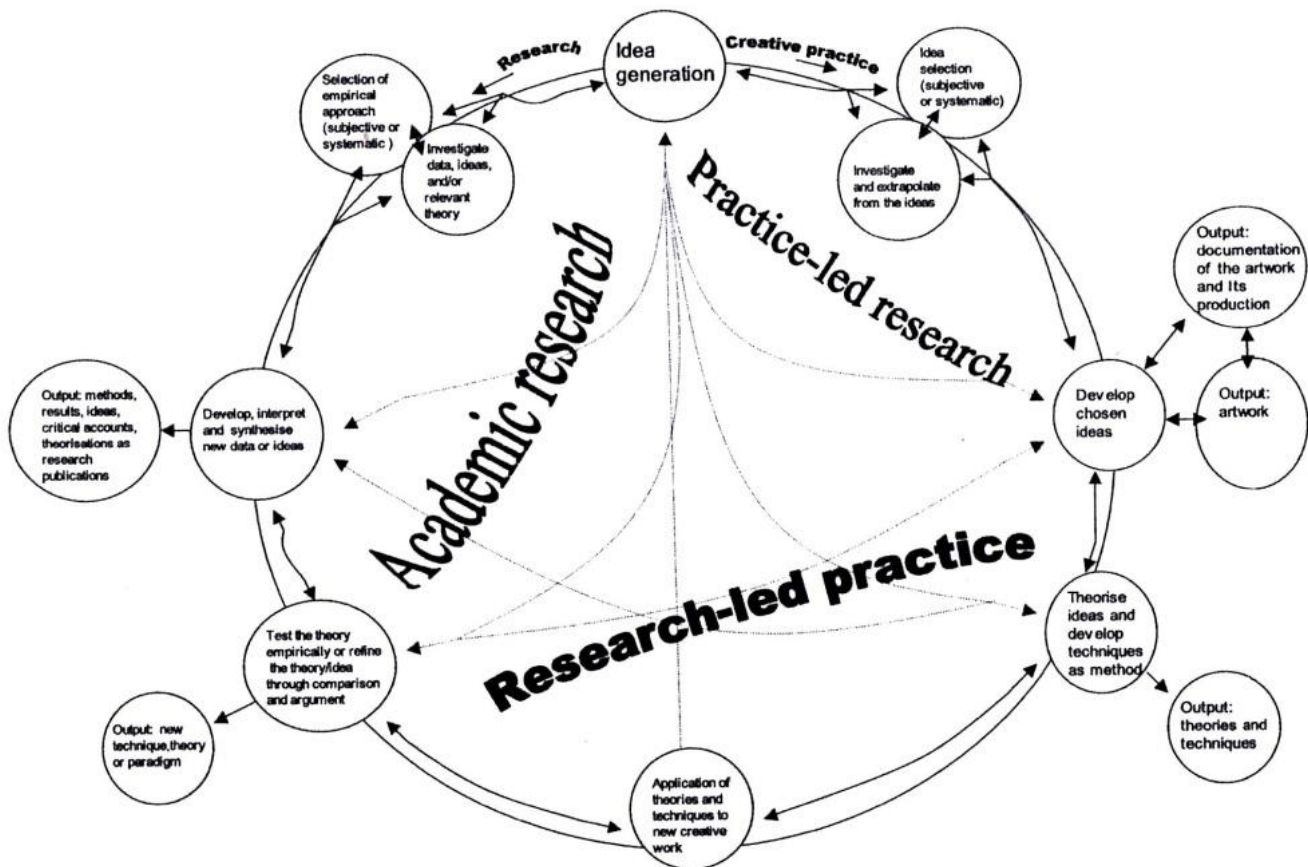 Research
Idea
generation
Creative practice
Idea
selection
(subjective
or systematic)
Selection of
empirical
approach
(subjective or
systematic )
Investigate
data, ideas,
and/or
relevant
theory
Investigate
and extrapolate
from the ideas
Practice-led research
Academic research
Research-led practice
Output:
documentation
of the artwork
and Its
production
Output:
artwork
Develop
chosen
ideas
Output: methods,
results, ideas,
critical accounts,
theorisations as
research
publications
Develop, interpret
and synthesise
new data or ideas
Theorise
ideas and
develop
techniques
as method
Output:
theories and
techniques
Test the theory
empirically or refine
the theory/idea
through comparison
and argument
Output: new
technique,theory
or paradigm
Application of
theories and
techniques to
new creative
work